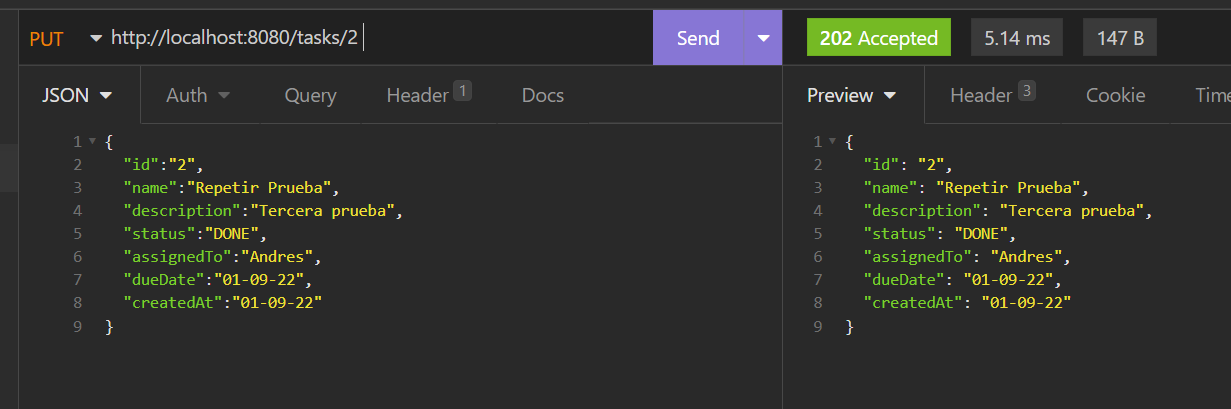 PUT http://localhost:8080/tasks/2 Send 202 Accepted 5.14 ms 147 B
JSON Auth Query Header 1 Docs Preview Header 3 Cookie Time
1 {
2 "id":"2",
3 "name":"Repetir Prueba",
4 "description":"Tercera prueba",
5 "status":"DONE",
6 "assignedTo":"Andres",
7 "dueDate":"01-09-22",
8 "createdAt":"01-09-22"
9 }
1 {
2 "id": "2",
3 "name": "Repetir Prueba",
4 "description": "Tercera prueba",
5 "status": "DONE",
6 "assignedTo": "Andres",
7 "dueDate": "01-09-22",
8 "createdAt": "01-09-22"
9 }